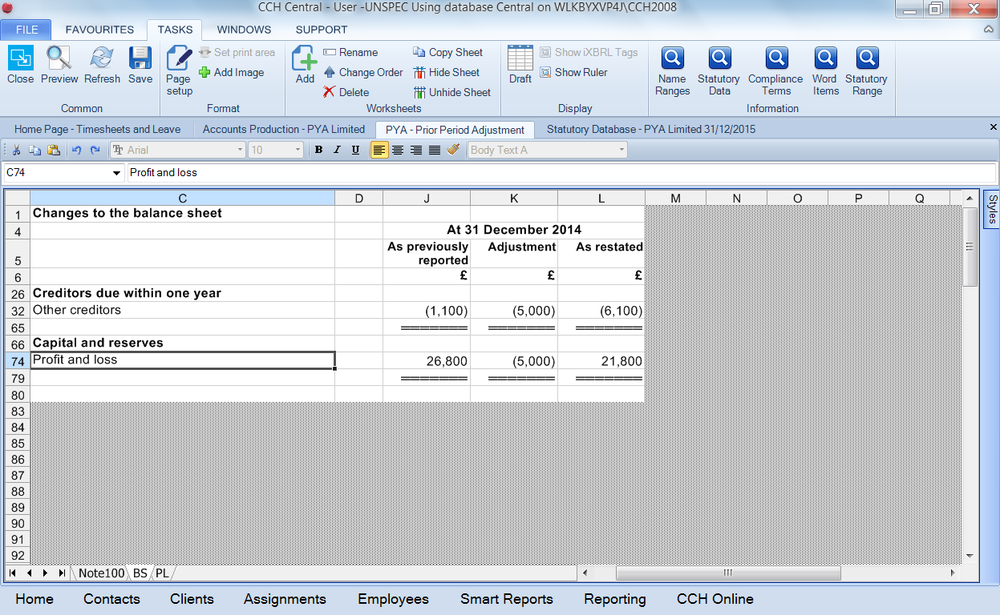 CCH Central - User -UNSPEC Using database Central on WLKBYXVP4J\CCH2008
FILE FAVOURITES TASKS WINDOWS SUPPORT
Close Preview Refresh Save
Common
Page setup
Set print area
Add Image
Format
Add
Rename
Change Order
Delete
Copy Sheet
Hide Sheet
Unhide Sheet
Worksheets
Draft
Show iXBRL Tags
Show Ruler
Display
Name Ranges
Statutory Data
Compliance Terms
Word Items
Statutory Range
Information
Home Page - Timesheets and Leave Accounts Production - PYA Limited PYA - Prior Period Adjustment Statutory Database - PYA Limited 31/12/2015
Arial 10 B I U Body Text A
C74 Profit and loss
C D J K L M N O P Q
1 Changes to the balance sheet
4 At 31 December 2014
5 As previously reported Adjustment As restated
6 £ £ £
26 Creditors due within one year
32 Other creditors (1,100) (5,000) (6,100)
65
66 Capital and reserves
74 Profit and loss 26,800 (5,000) 21,800
79
80
83
84
85
86
87
88
89
90
91
92
Styles
Note100 BS PL
Home Contacts Clients Assignments Employees Smart Reports Reporting CCH Online